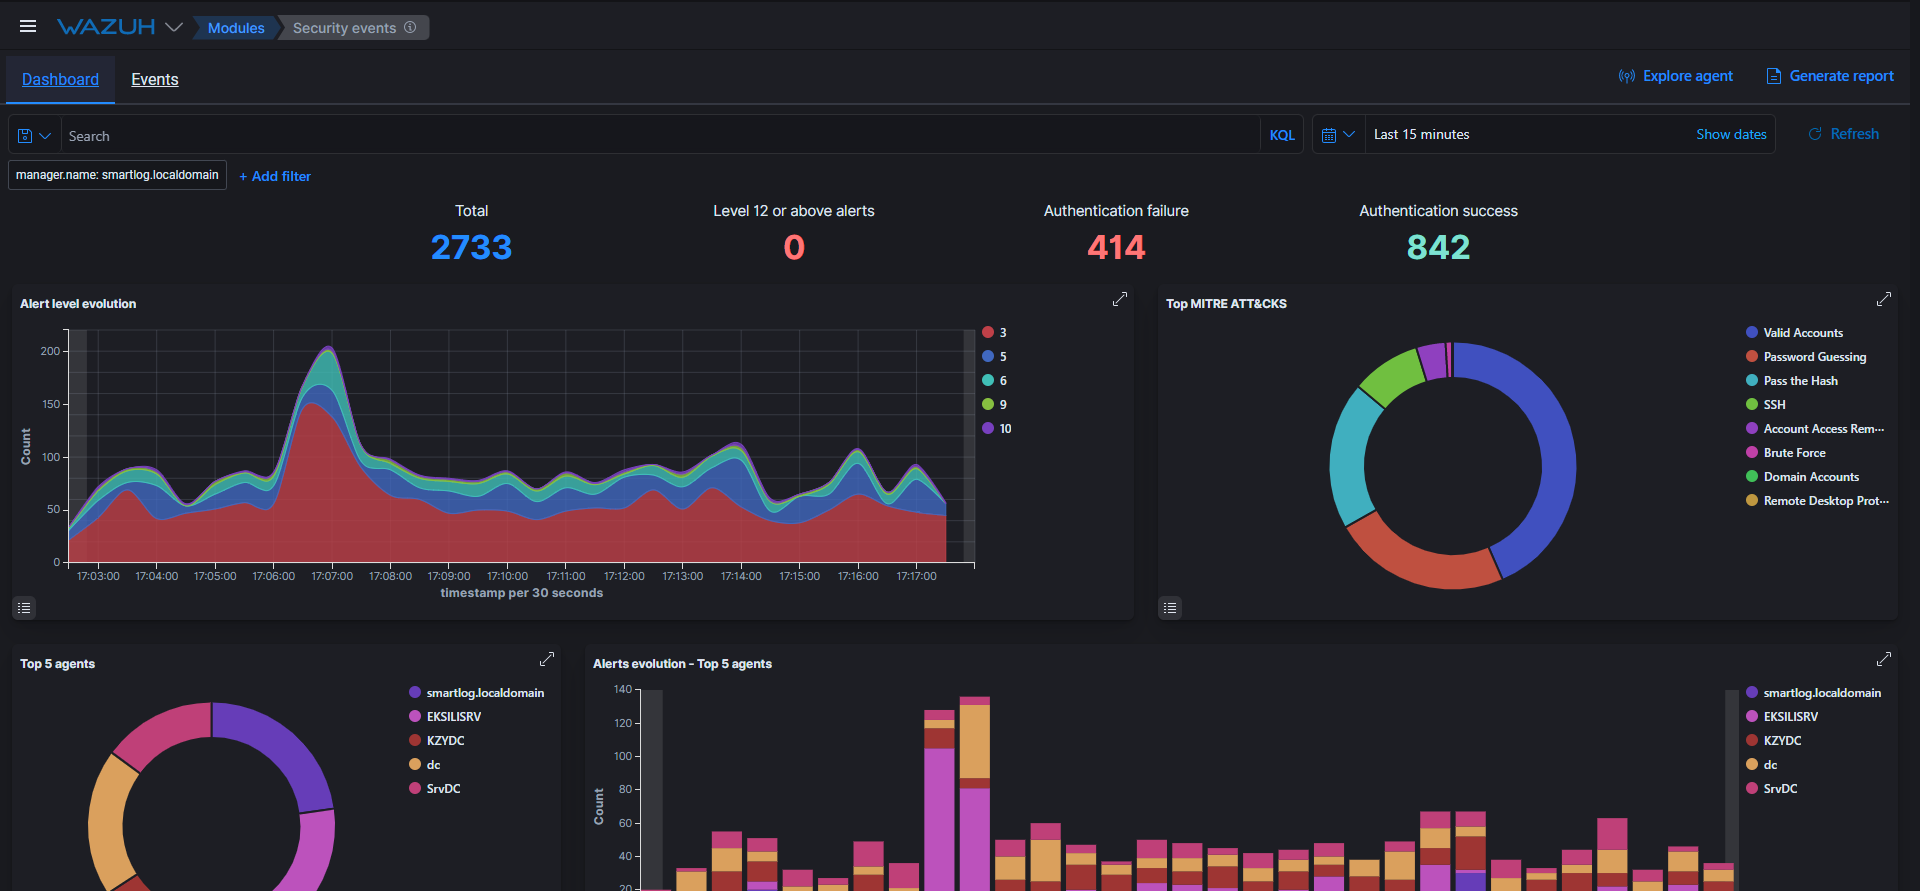 WAZUH
Modules
Security events
Dashboard
Events
Explore agent
Generate report
Search
KQL
Last 15 minutes
Show dates
Refresh
manager.name: smartlog.localdomain
+ Add filter
Total
2733
Level 12 or above alerts
0
Authentication failure
414
Authentication success
842
Alert level evolution
200
150
100
50
0
Count
17:03:00 17:04:00 17:05:00 17:06:00 17:07:00 17:08:00 17:09:00 17:10:00 17:11:00 17:12:00 17:13:00 17:14:00 17:15:00 17:16:00 17:17:00
timestamp per 30 seconds
3
5
6
9
10
Top MITRE ATT&CKS
Valid Accounts
Password Guessing
Pass the Hash
SSH
Account Access Rem...
Brute Force
Domain Accounts
Remote Desktop Prot...
Top 5 agents
smartlog.localdomain
EKSILISRV
KZYDC
dc
SrvDC
Alerts evolution - Top 5 agents
140
120
100
80
60
40
20
Count
smartlog.localdomain
EKSILISRV
KZYDC
dc
SrvDC